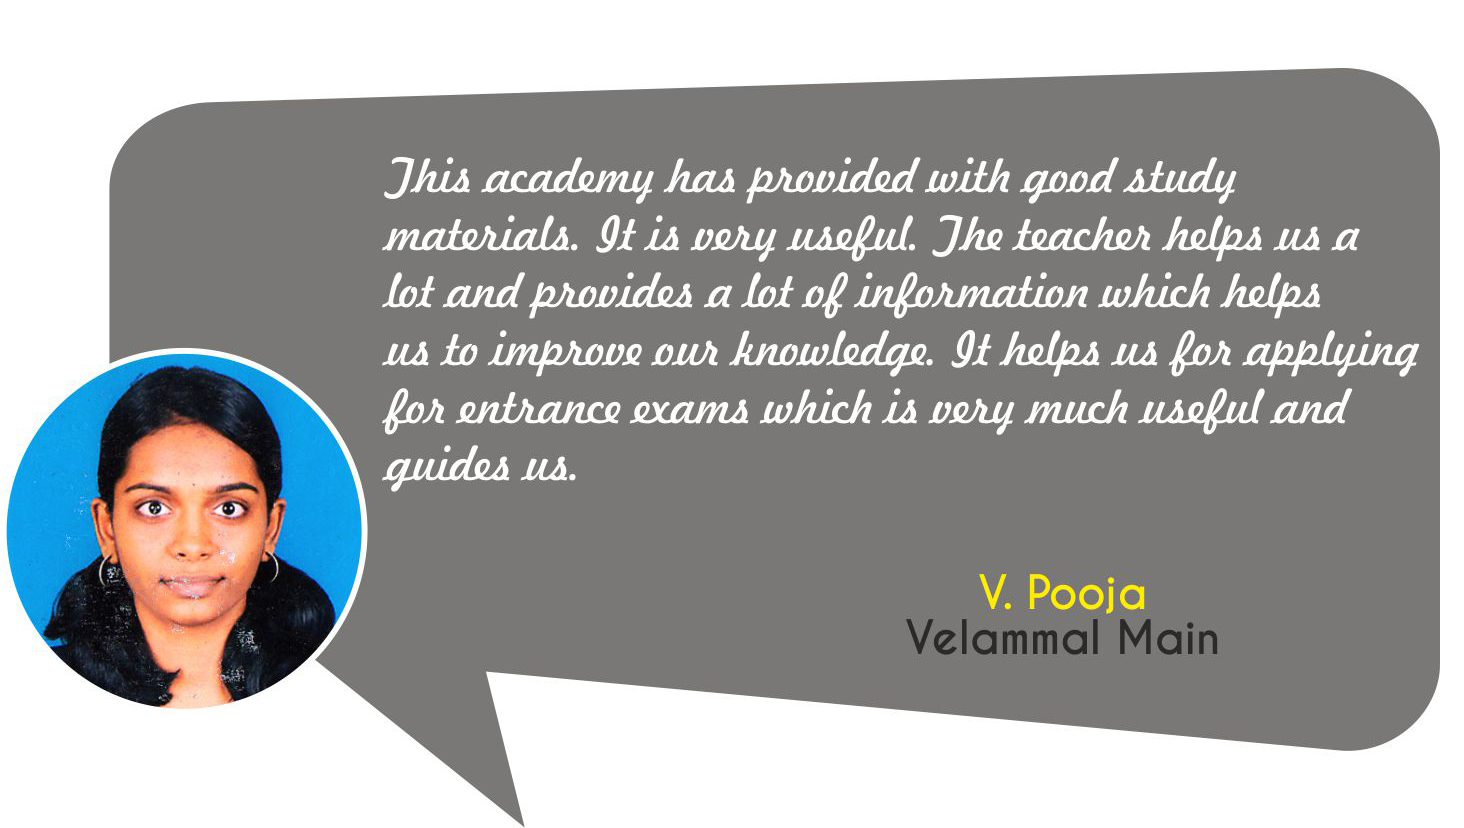 This academy has provided with good study
materials. It is very useful. The teacher helps us a
lot and provides a lot of information which helps
us to improve our knowledge. It helps us for applying
for entrance exams which is very much useful and
guides us.
V. Pooja
Velammal Main